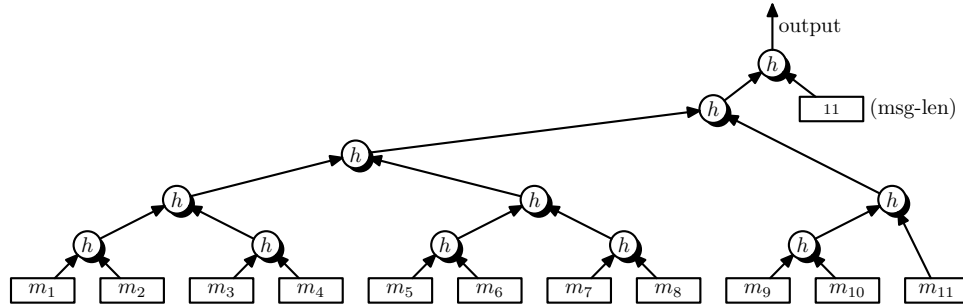 output
h
11 (msg-len)
h
h
h h h
h h h h h
m₁ m₂ m₃ m₄ m₅ m₆ m₇ m₈ m₉ m₁₀ m₁₁